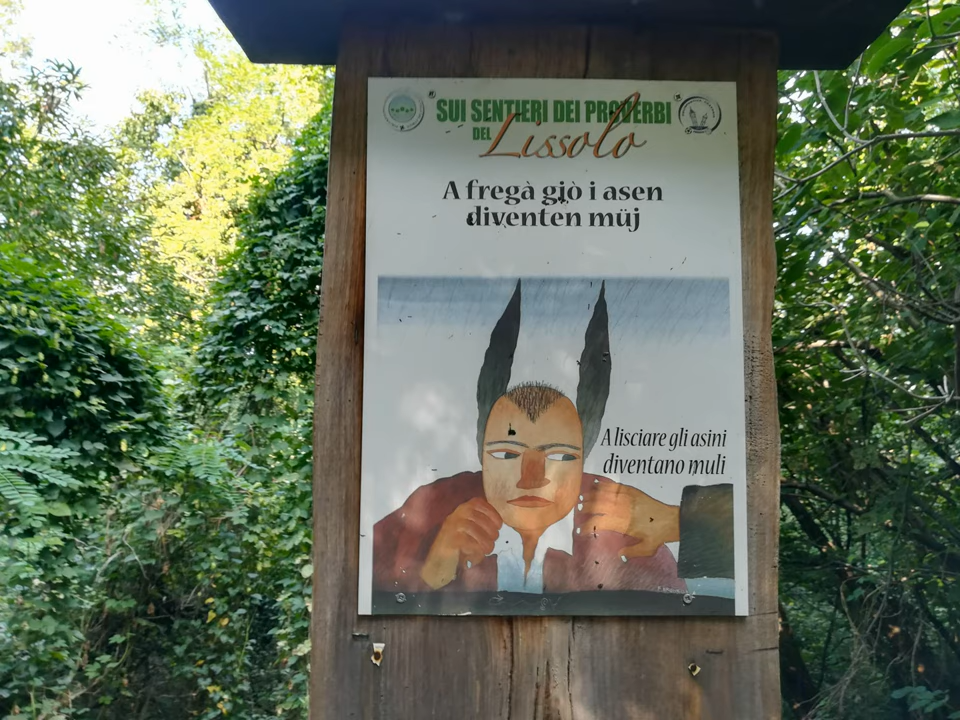 SUI SENTIERI DEI PROVERBI
DEL Lissolo
A fregà giò i asen
diventen müj
A lisciare gli asini
diventano muli